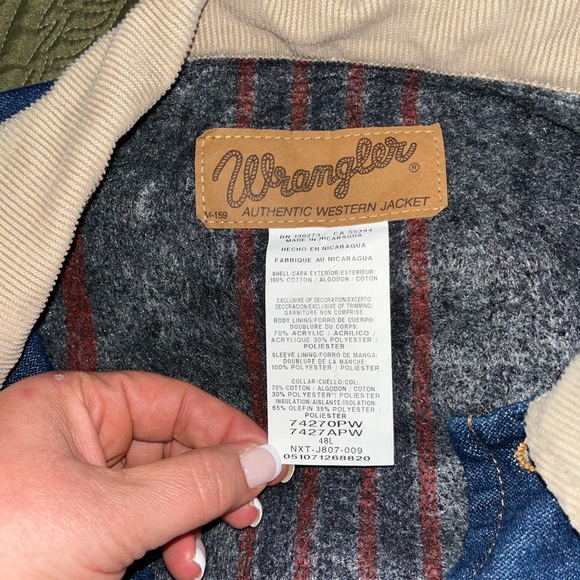 Wrangler®
M-159
AUTHENTIC WESTERN JACKET
RN 130273 CA 00394
MADE IN NICARAGUA
HECHO EN NICARAGUA
FABRIQUE AU NICARAGUA
SHELL/CAPA EXTERIOR/EXTERIEUR:
100% COTTON / ALGODON / COTON
EXCLUSIVE OF DECORATION/EXCEPTO
DECORACION/EXCLUSIVE OF TRIMMING/
GARNITURE NON COMPRISE
BODY LINING/FORRO DE CUERPO/
DOUBLURE DU CORPS:
70% ACRYLIC / ACRILICO /
ACRYLIQUE 30% POLYESTER /
POLIESTER
SLEEVE LINING/FORRO DE MANGA/
DOUBLURE DE LA MANCHE:
100% POLYESTER / POLIESTER
COLLAR/CUELLO/COL:
70% COTTON / ALGODON / COTON
30% POLYESTER / POLIESTER
INSULATION/AISLANTE/ISOLATION:
65% OLEFIN 35% POLYESTER /
POLIESTER
74270PW
7427APW
48L
NXT-J807-009
051071268820